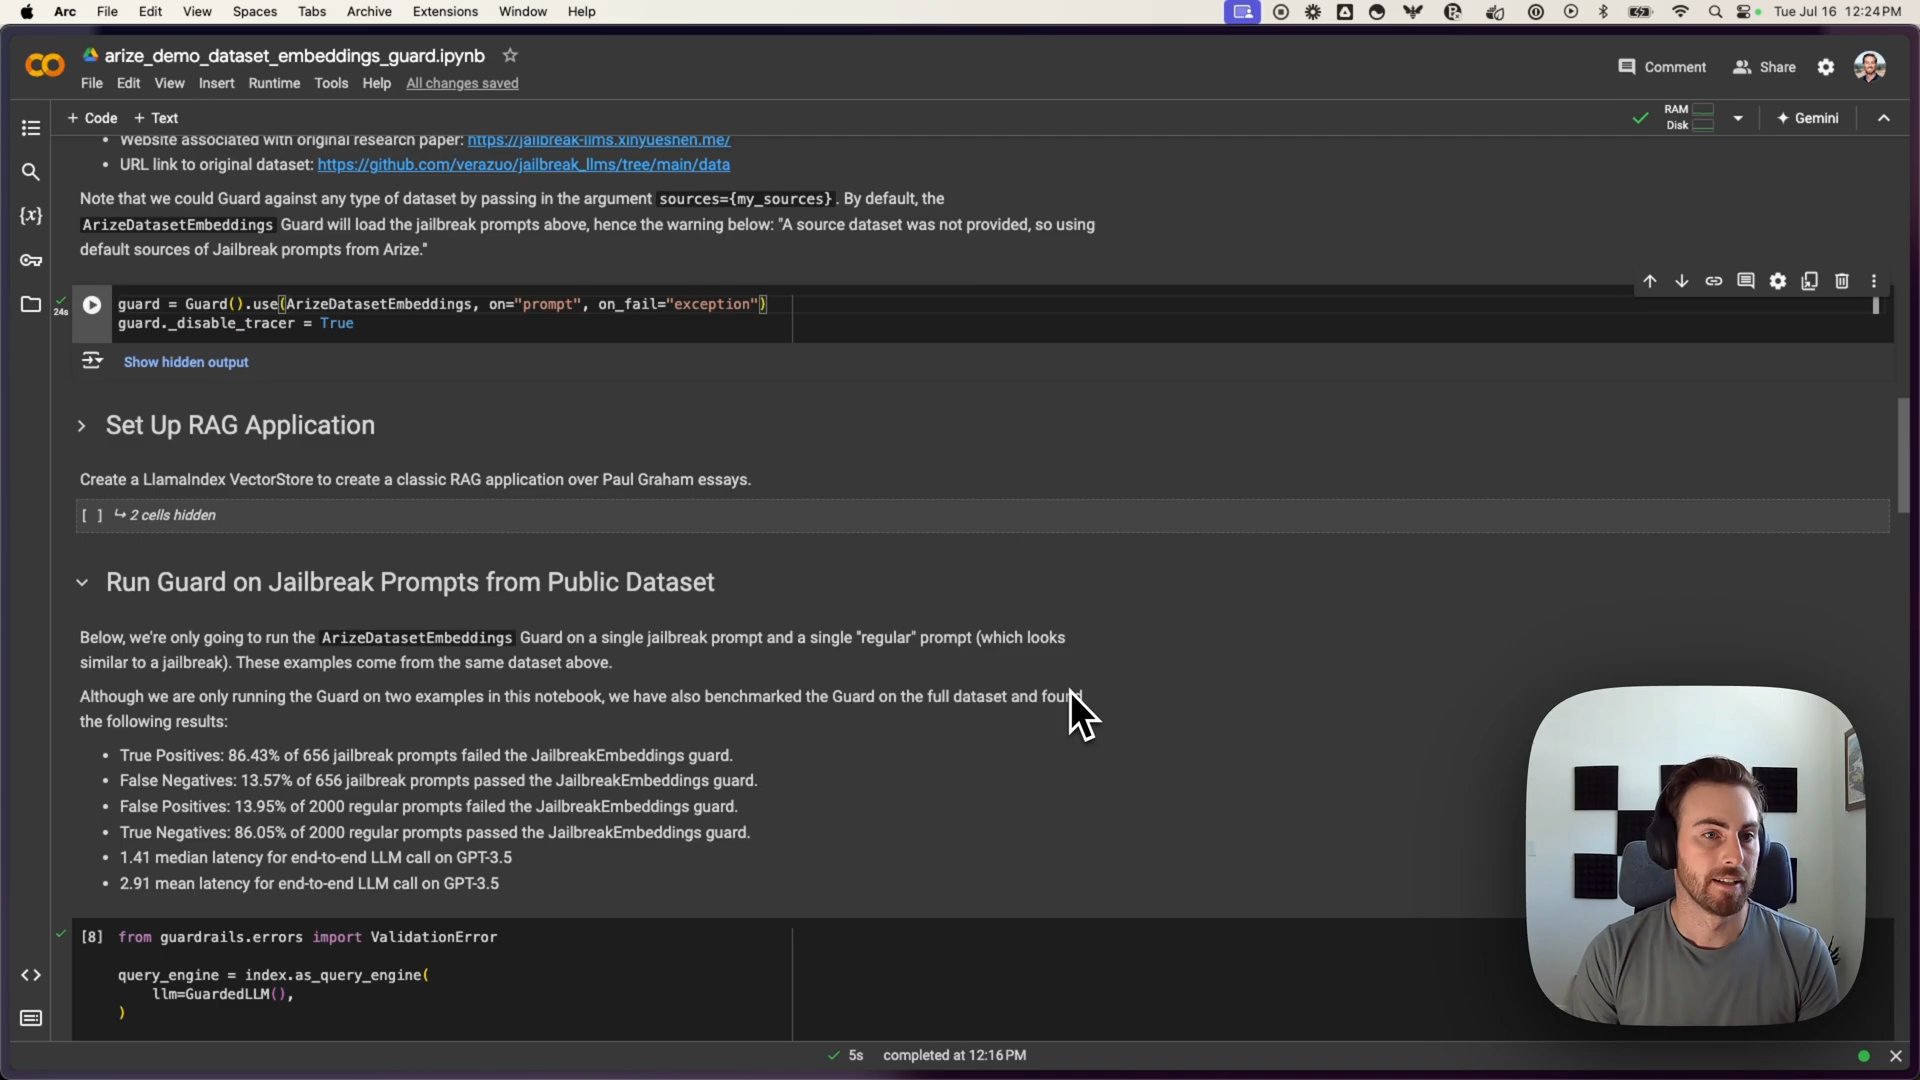 Arc File Edit View Spaces Tabs Archive Extensions Window Help Tue Jul 16 12:24 PM
arize_demo_dataset_embeddings_guard.ipynb
Comment Share
File Edit View Insert Runtime Tools Help All changes saved
+ Code + Text
RAM
Disk
Gemini
• Website associated with original research paper: https://jailbreak-llms.xinyueshen.me/
• URL link to original dataset: https://github.com/verazuo/jailbreak_llms/tree/main/data
Note that we could Guard against any type of dataset by passing in the argument sources={my_sources}. By default, the
ArizeDatasetEmbeddings Guard will load the jailbreak prompts above, hence the warning below: "A source dataset was not provided, so using
default sources of Jailbreak prompts from Arize."
24s
guard = Guard().use(ArizeDatasetEmbeddings, on="prompt", on_fail="exception")
guard._disable_tracer = True
Show hidden output
Set Up RAG Application
Create a LlamaIndex VectorStore to create a classic RAG application over Paul Graham essays.
[ ] ↳ 2 cells hidden
Run Guard on Jailbreak Prompts from Public Dataset
Below, we're only going to run the ArizeDatasetEmbeddings Guard on a single jailbreak prompt and a single "regular" prompt (which looks
similar to a jailbreak). These examples come from the same dataset above.
Although we are only running the Guard on two examples in this notebook, we have also benchmarked the Guard on the full dataset and found
the following results:
• True Positives: 86.43% of 656 jailbreak prompts failed the JailbreakEmbeddings guard.
• False Negatives: 13.57% of 656 jailbreak prompts passed the JailbreakEmbeddings guard.
• False Positives: 13.95% of 2000 regular prompts failed the JailbreakEmbeddings guard.
• True Negatives: 86.05% of 2000 regular prompts passed the JailbreakEmbeddings guard.
• 1.41 median latency for end-to-end LLM call on GPT-3.5
• 2.91 mean latency for end-to-end LLM call on GPT-3.5
[8] from guardrails.errors import ValidationError
query_engine = index.as_query_engine(
llm=GuardedLLM(),
)
5s completed at 12:16 PM